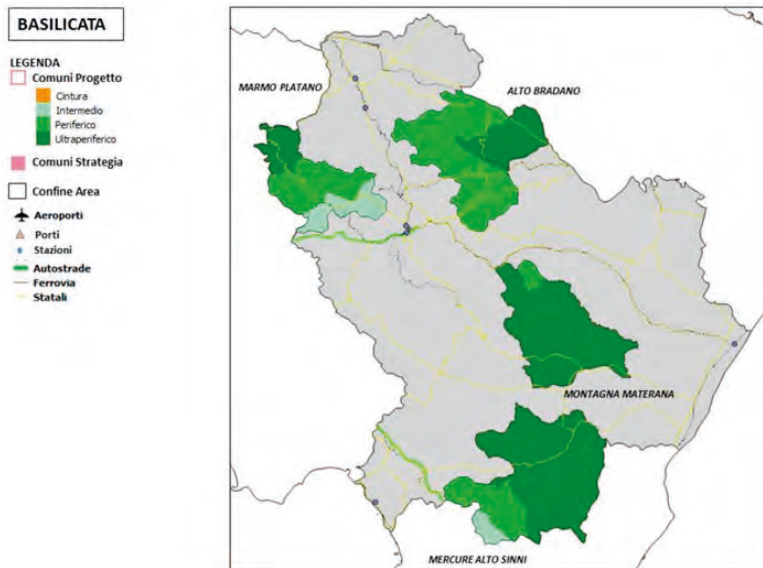 BASILICATA
LEGENDA
Comuni Progetto
Cintura
Intermedio
Periferico
Ultraperiferico
Comuni Strategia
Confine Area
Aeroporti
Porti
Stazioni
Autostrade
Ferrovia
Statali
MARMO PLATANO
ALTO BRADANO
MONTAGNA MATERANA
MERCURE ALTO SINNI